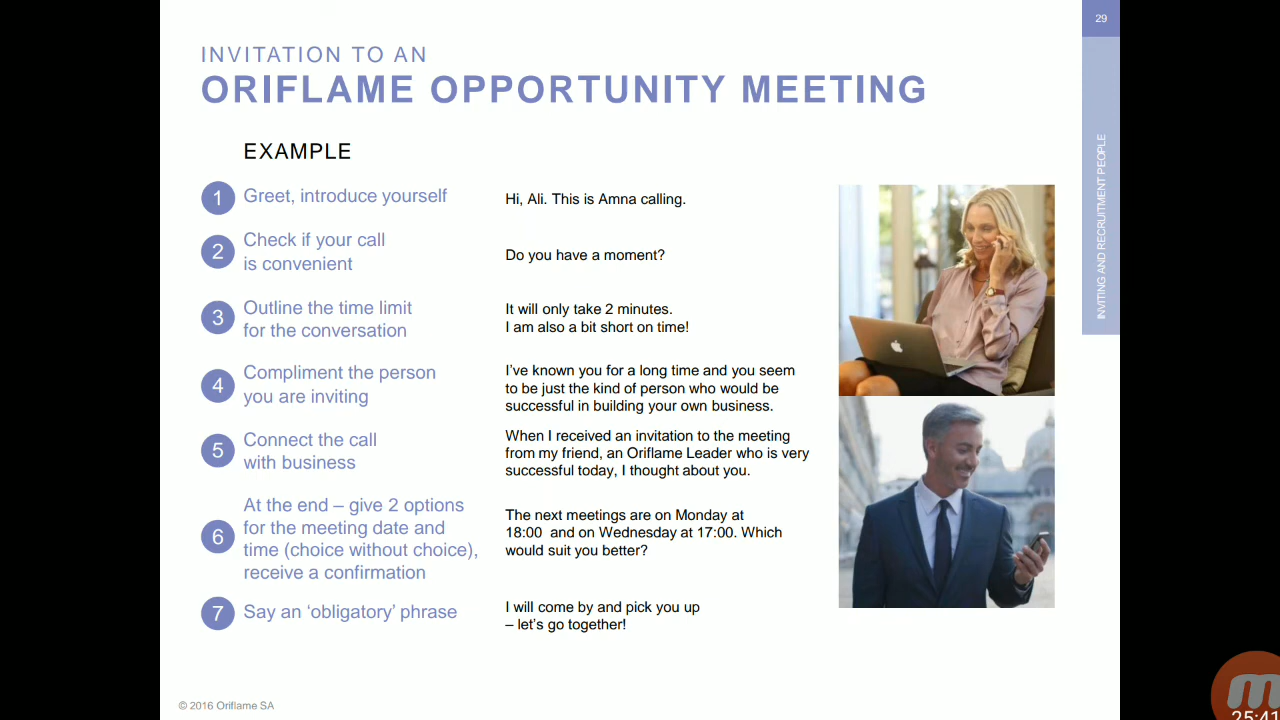 29
INVITATION TO AN
ORIFLAME OPPORTUNITY MEETING
INVITING AND RECRUITMENT PEOPLE
EXAMPLE
1 Greet, introduce yourself
Hi, Ali. This is Amna calling.
2 Check if your call
is convenient
Do you have a moment?
3 Outline the time limit
for the conversation
It will only take 2 minutes.
I am also a bit short on time!
4 Compliment the person
you are inviting
I've known you for a long time and you seem
to be just the kind of person who would be
successful in building your own business.
5 Connect the call
with business
When I received an invitation to the meeting
from my friend, an Oriflame Leader who is very
successful today, I thought about you.
6 At the end – give 2 options
for the meeting date and
time (choice without choice),
receive a confirmation
The next meetings are on Monday at
18:00 and on Wednesday at 17:00. Which
would suit you better?
7 Say an 'obligatory' phrase
I will come by and pick you up
– let's go together!
© 2016 Oriflame SA
25:41